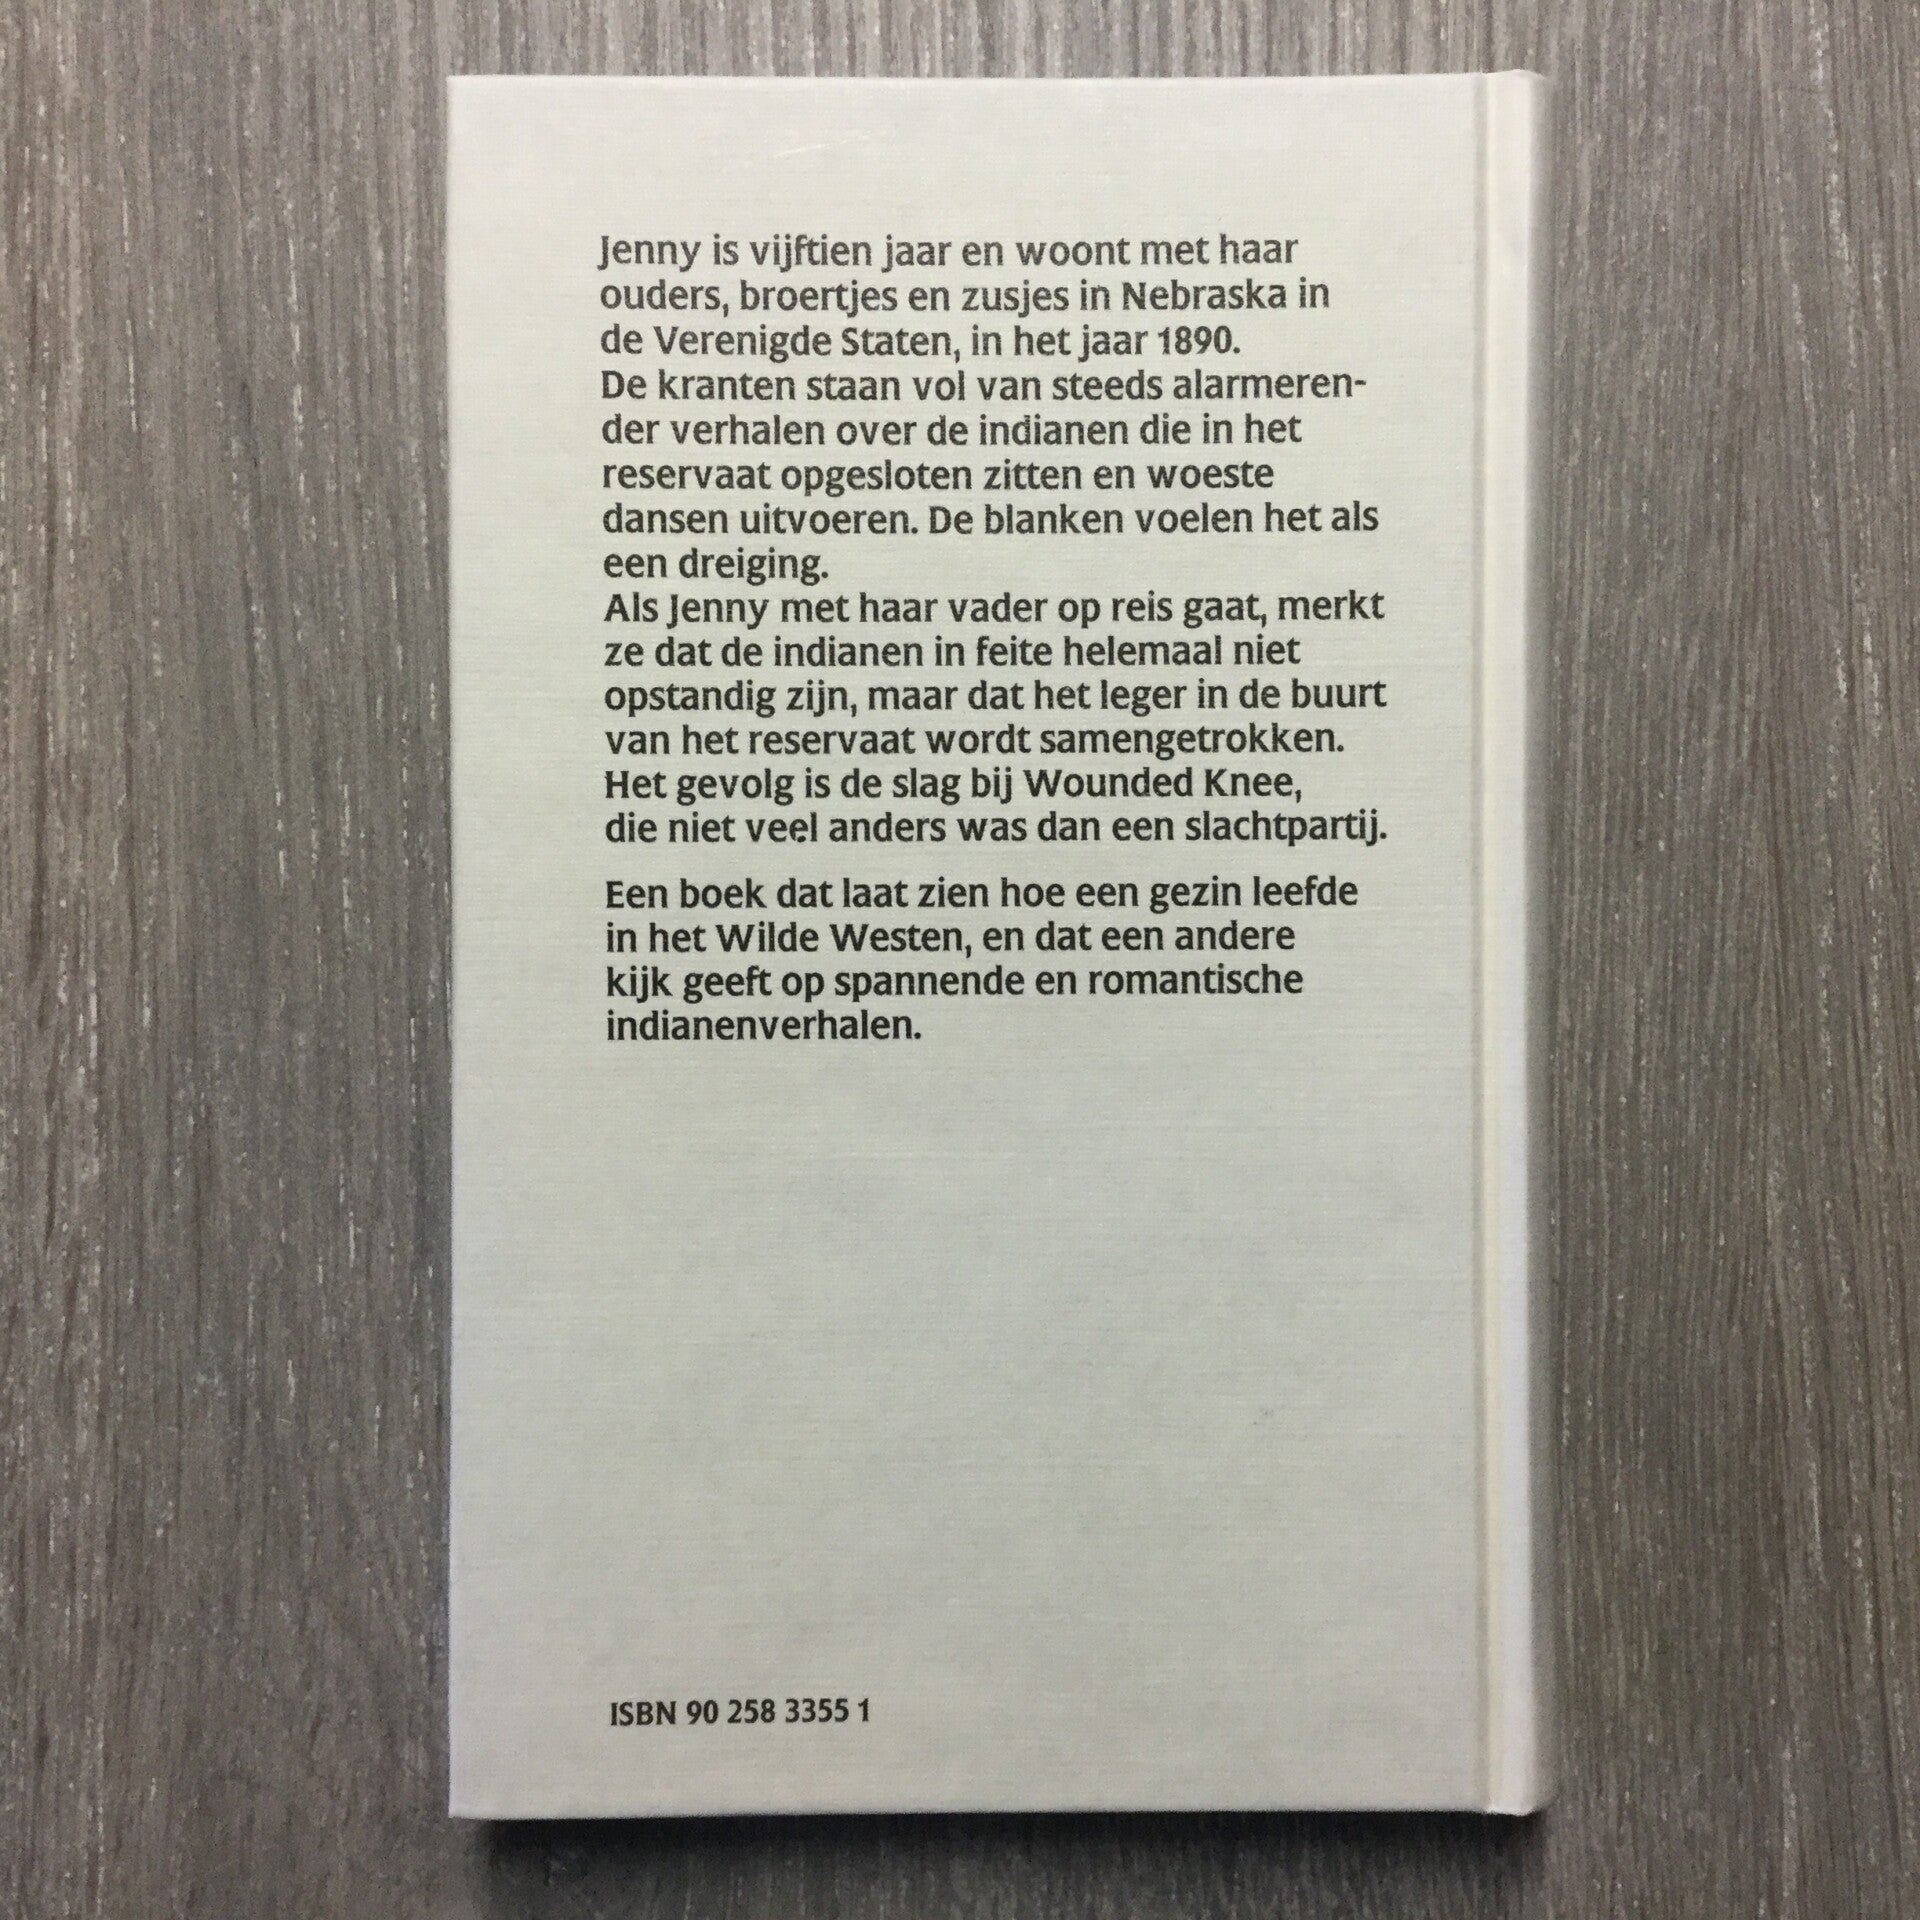 Jenny is vijftien jaar en woont met haar
ouders, broertjes en zusjes in Nebraska in
de Verenigde Staten, in het jaar 1890.
De kranten staan vol van steeds alarmeren-
der verhalen over de indianen die in het
reservaat opgesloten zitten en woeste
dansen uitvoeren. De blanken voelen het als
een dreiging.
Als Jenny met haar vader op reis gaat, merkt
ze dat de indianen in feite helemaal niet
opstandig zijn, maar dat het leger in de buurt
van het reservaat wordt samengetrokken.
Het gevolg is de slag bij Wounded Knee,
die niet veel anders was dan een slachtpartij.
Een boek dat laat zien hoe een gezin leefde
in het Wilde Westen, en dat een andere
kijk geeft op spannende en romantische
indianenverhalen.
ISBN 90 258 3355 1